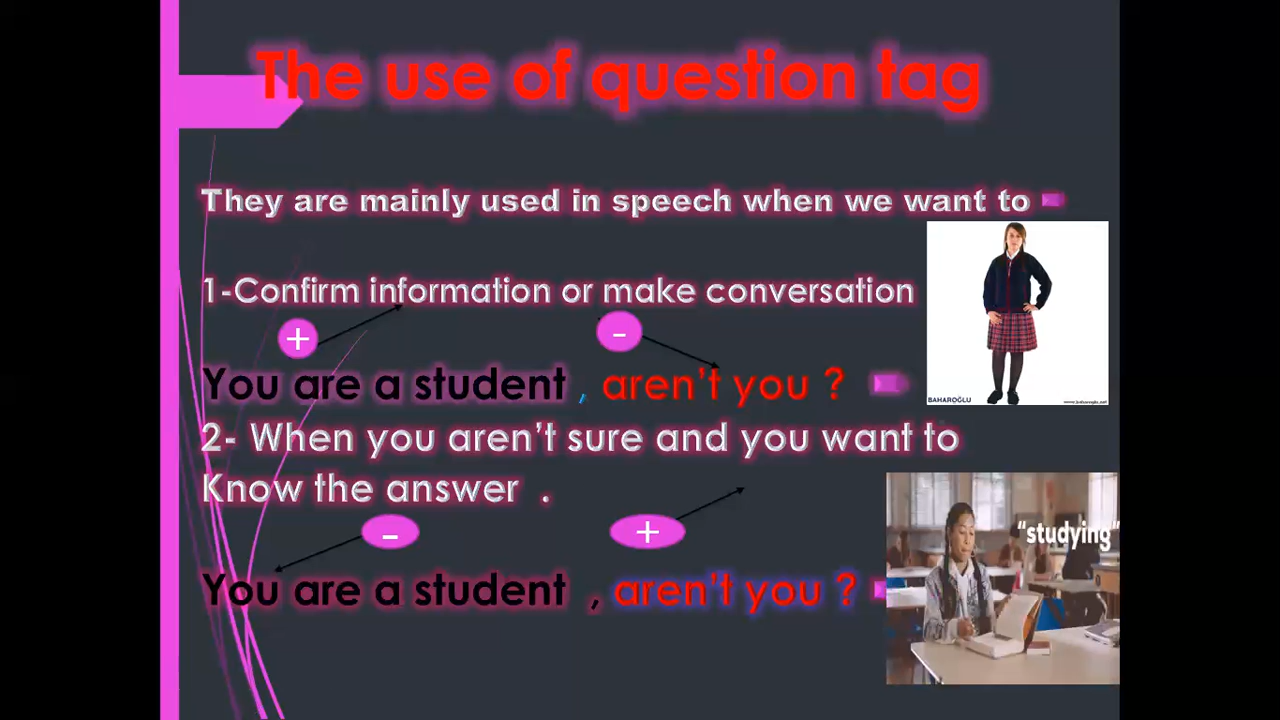 The use of question tag
They are mainly used in speech when we want to
1-Confirm information or make conversation
+ -
You are a student , aren't you ?
BAHAROĞLU
2- When you aren't sure and you want to
Know the answer .
- +
"studying"
You are a student , aren't you ?